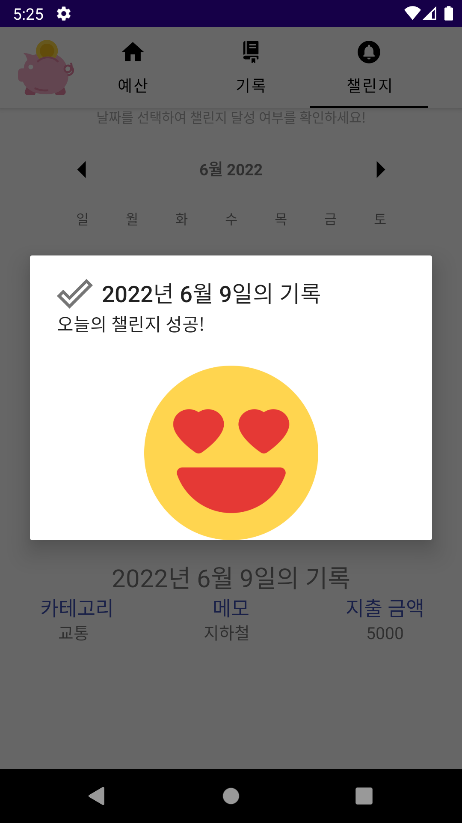 5:25
예산
기록
챌린지
날짜를 선택하여 챌린지 달성 여부를 확인하세요!
6월 2022
일 월 화 수 목 금 토
2022년 6월 9일의 기록
오늘의 챌린지 성공!
2022년 6월 9일의 기록
카테고리 메모 지출 금액
교통 지하철 5000